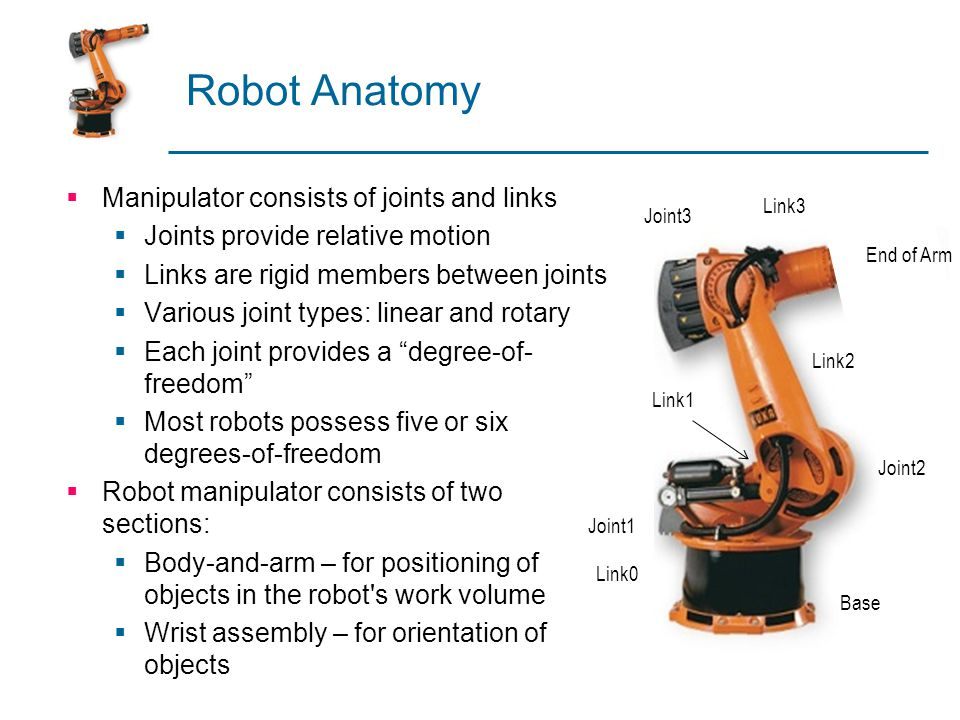 Robot Anatomy
Manipulator consists of joints and links
Joints provide relative motion
Links are rigid members between joints
Various joint types: linear and rotary
Each joint provides a “degree-of-
freedom”
Most robots possess five or six
degrees-of-freedom
Robot manipulator consists of two
sections:
Body-and-arm – for positioning of
objects in the robot's work volume
Wrist assembly – for orientation of
objects
Link3
Joint3
End of Arm
Link2
Link1
Joint2
Joint1
Link0
Base